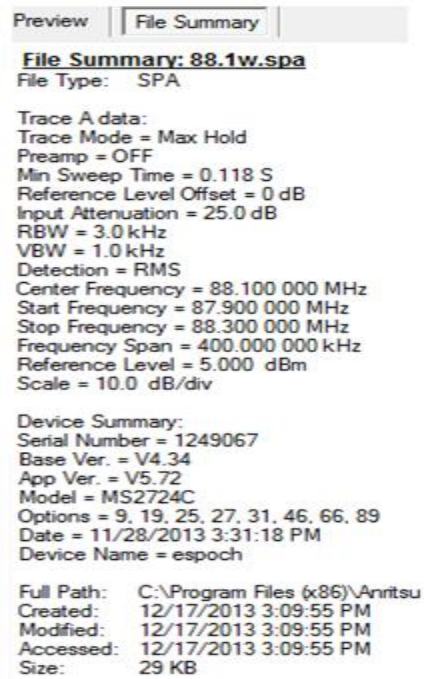 Preview File Summary
File Summary: 88.1w.spa
File Type: SPA
Trace A data:
Trace Mode = Max Hold
Preamp = OFF
Min Sweep Time = 0.118 S
Reference Level Offset = 0 dB
Input Attenuation = 25.0 dB
RBW = 3.0 kHz
VBW = 1.0 kHz
Detection = RMS
Center Frequency = 88.100 000 MHz
Start Frequency = 87.900 000 MHz
Stop Frequency = 88.300 000 MHz
Frequency Span = 400.000 000 kHz
Reference Level = 5.000 dBm
Scale = 10.0 dB/div
Device Summary:
Serial Number = 1249067
Base Ver. = V4.34
App Ver. = V5.72
Model = MS2724C
Options = 9, 19, 25, 27, 31, 46, 66, 89
Date = 11/28/2013 3:31:18 PM
Device Name = espoch
Full Path: C:\Program Files (x86)\Anritsu
Created: 12/17/2013 3:09:55 PM
Modified: 12/17/2013 3:09:55 PM
Accessed: 12/17/2013 3:09:55 PM
Size: 29 KB